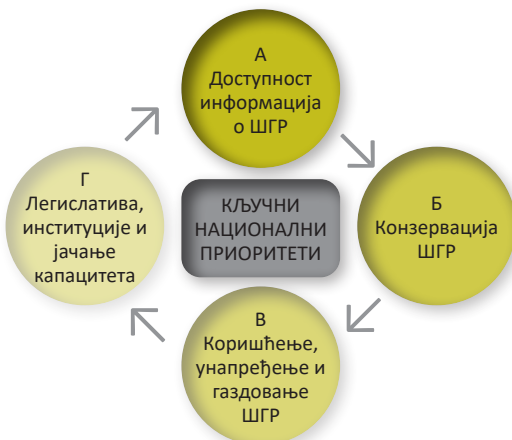 А
Доступност
информација
о ШГР
Г
Легислатива,
институције и
јачање
капацитета
КЉУЧНИ
НАЦИОНАЛНИ
ПРИОРИТЕТИ
Б
Конзервација
ШГР
В
Коришћење,
унапређење и
газдовање
ШГР